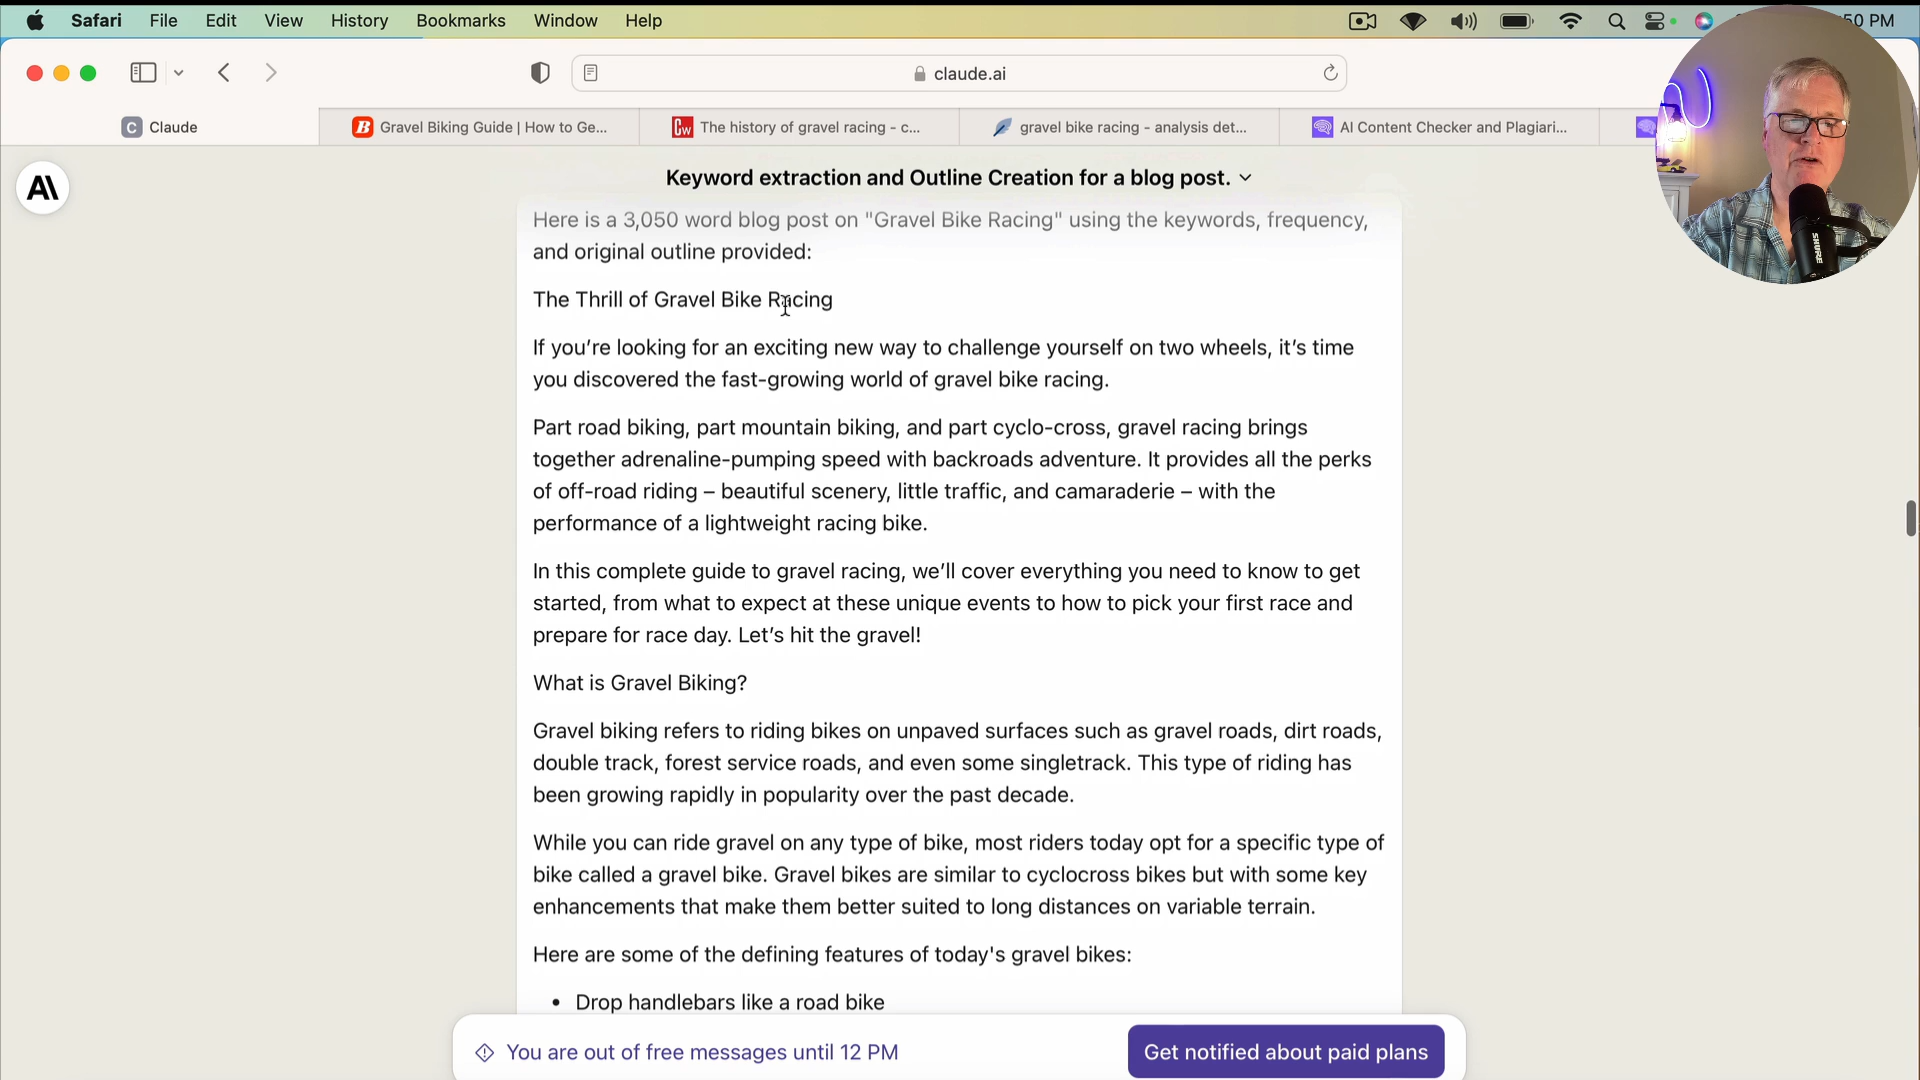 Safari File Edit View History Bookmarks Window Help
50 PM
claude.ai
C Claude
B Gravel Biking Guide | How to Ge...
CW The history of gravel racing - c...
gravel bike racing - analysis det...
AI Content Checker and Plagiari...
Keyword extraction and Outline Creation for a blog post.
Here is a 3,050 word blog post on "Gravel Bike Racing" using the keywords, frequency,
and original outline provided:
The Thrill of Gravel Bike Racing
If you’re looking for an exciting new way to challenge yourself on two wheels, it’s time
you discovered the fast-growing world of gravel bike racing.
Part road biking, part mountain biking, and part cyclo-cross, gravel racing brings
together adrenaline-pumping speed with backroads adventure. It provides all the perks
of off-road riding – beautiful scenery, little traffic, and camaraderie – with the
performance of a lightweight racing bike.
In this complete guide to gravel racing, we’ll cover everything you need to know to get
started, from what to expect at these unique events to how to pick your first race and
prepare for race day. Let’s hit the gravel!
What is Gravel Biking?
Gravel biking refers to riding bikes on unpaved surfaces such as gravel roads, dirt roads,
double track, forest service roads, and even some singletrack. This type of riding has
been growing rapidly in popularity over the past decade.
While you can ride gravel on any type of bike, most riders today opt for a specific type of
bike called a gravel bike. Gravel bikes are similar to cyclocross bikes but with some key
enhancements that make them better suited to long distances on variable terrain.
Here are some of the defining features of today's gravel bikes:
• Drop handlebars like a road bike
You are out of free messages until 12 PM
Get notified about paid plans
SHURE